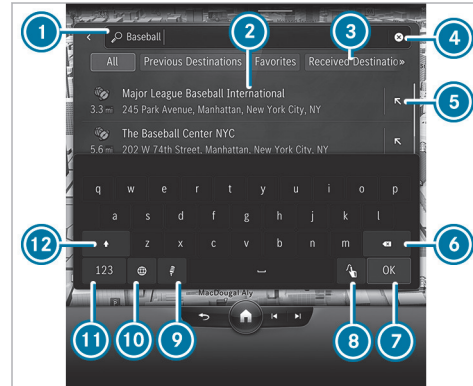 1
2
3
4
Baseball
All Previous Destinations Favorites Received Destinatio»
Major League Baseball International
3.3 mi 245 Park Avenue, Manhattan, New York City, NY
5
The Baseball Center NYC
5.6 mi 202 W 74th Street, Manhattan, New York City, NY
q w e r t y u i o p
a s d f g h j k l
12
z x c v b n m
6
123
OK
MacDougal Aly
11
10
9
8
7